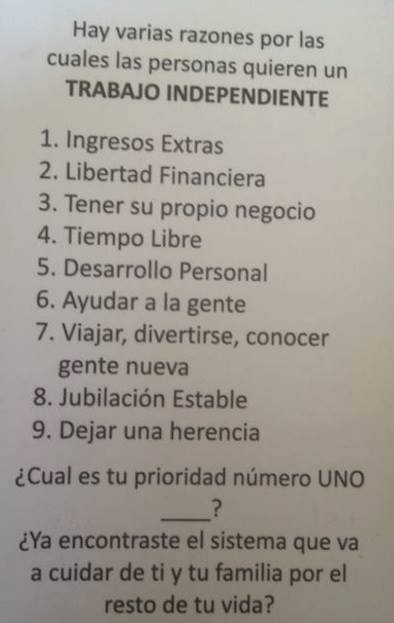 Hay varias razones por las
cuales las personas quieren un
TRABAJO INDEPENDIENTE
1. Ingresos Extras
2. Libertad Financiera
3. Tener su propio negocio
4. Tiempo Libre
5. Desarrollo Personal
6. Ayudar a la gente
7. Viajar, divertirse, conocer
gente nueva
8. Jubilación Estable
9. Dejar una herencia
¿Cual es tu prioridad número UNO
____?
¿Ya encontraste el sistema que va
a cuidar de ti y tu familia por el
resto de tu vida?